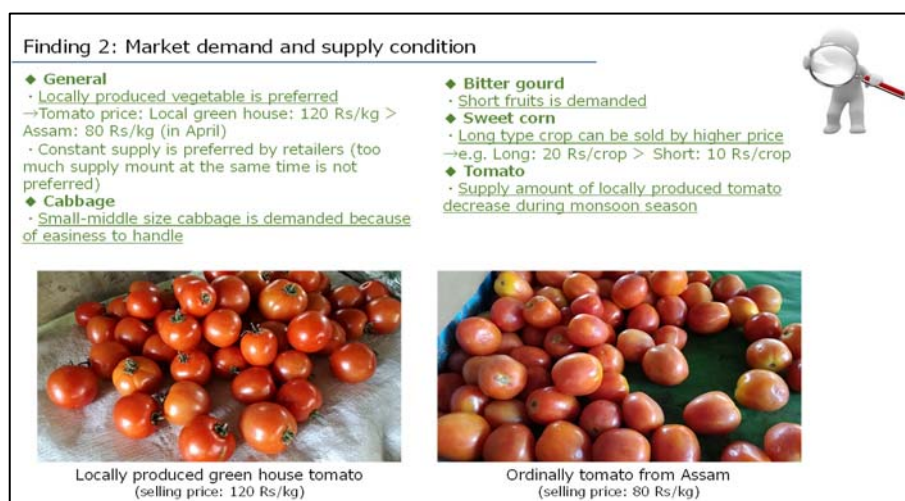 Finding 2: Market demand and supply condition
◆ General
・Locally produced vegetable is preferred
→Tomato price: Local green house: 120 Rs/kg >
Assam: 80 Rs/kg (in April)
・Constant supply is preferred by retailers (too
much supply mount at the same time is not
preferred)
◆ Cabbage
・Small-middle size cabbage is demanded because
of easiness to handle
◆ Bitter gourd
・Short fruits is demanded
◆ Sweet corn
・Long type crop can be sold by higher price
→e.g. Long: 20 Rs/crop > Short: 10 Rs/crop
◆ Tomato
・Supply amount of locally produced tomato
decrease during monsoon season
Locally produced green house tomato
(selling price: 120 Rs/kg)
Ordinally tomato from Assam
(selling price: 80 Rs/kg)